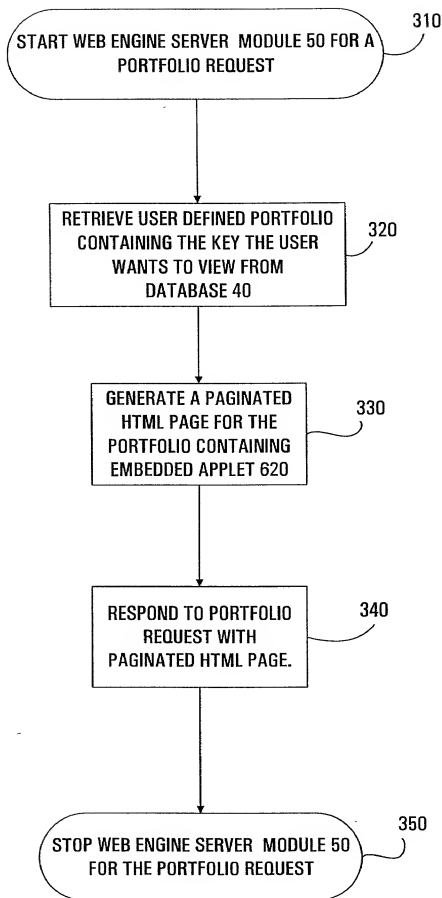 310
START WEB ENGINE SERVER MODULE 50 FOR A
PORTFOLIO REQUEST
RETRIEVE USER DEFINED PORTFOLIO
CONTAINING THE KEY THE USER
WANTS TO VIEW FROM
DATABASE 40
320
GENERATE A PAGINATED
HTML PAGE FOR THE
PORTFOLIO CONTAINING
EMBEDDED APPLET 620
330
RESPOND TO PORTFOLIO
REQUEST WITH
PAGINATED HTML PAGE.
340
STOP WEB ENGINE SERVER MODULE 50
FOR THE PORTFOLIO REQUEST
350